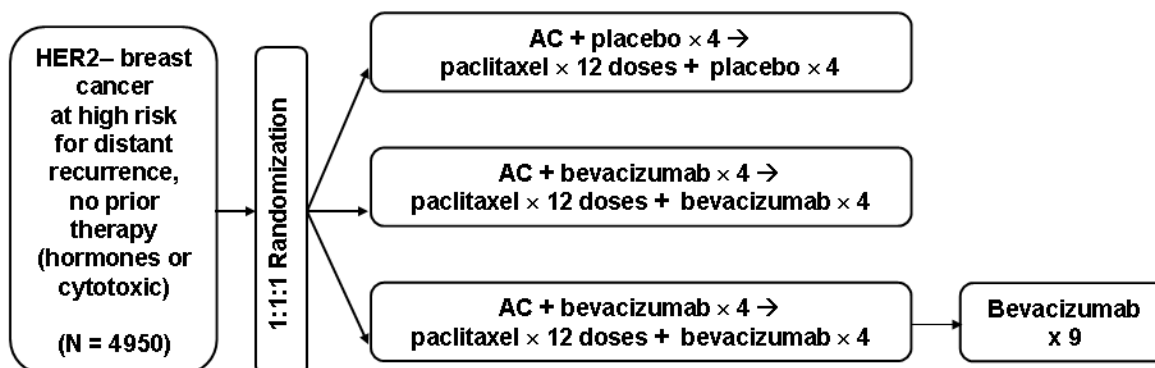 HER2– breast
cancer
at high risk
for distant
recurrence,
no prior
therapy
(hormones or
cytotoxic)
(N = 4950)
1:1:1 Randomization
AC + placebo × 4 →
paclitaxel × 12 doses + placebo × 4
AC + bevacizumab × 4 →
paclitaxel × 12 doses + bevacizumab × 4
AC + bevacizumab × 4 →
paclitaxel × 12 doses + bevacizumab × 4
Bevacizumab
x 9